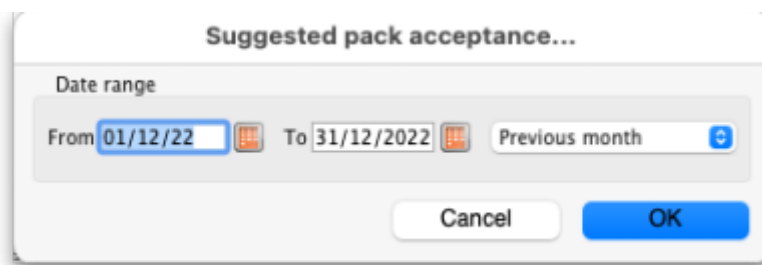 Suggested pack acceptance...
Date range
From 01/12/22 To 31/12/2022 Previous month
Cancel OK